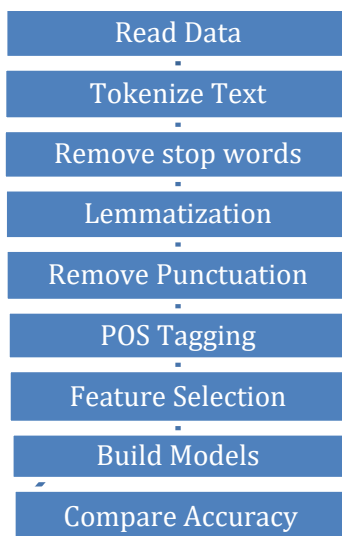 Read Data
Tokenize Text
Remove stop words
Lemmatization
Remove Punctuation
POS Tagging
Feature Selection
Build Models
Compare Accuracy